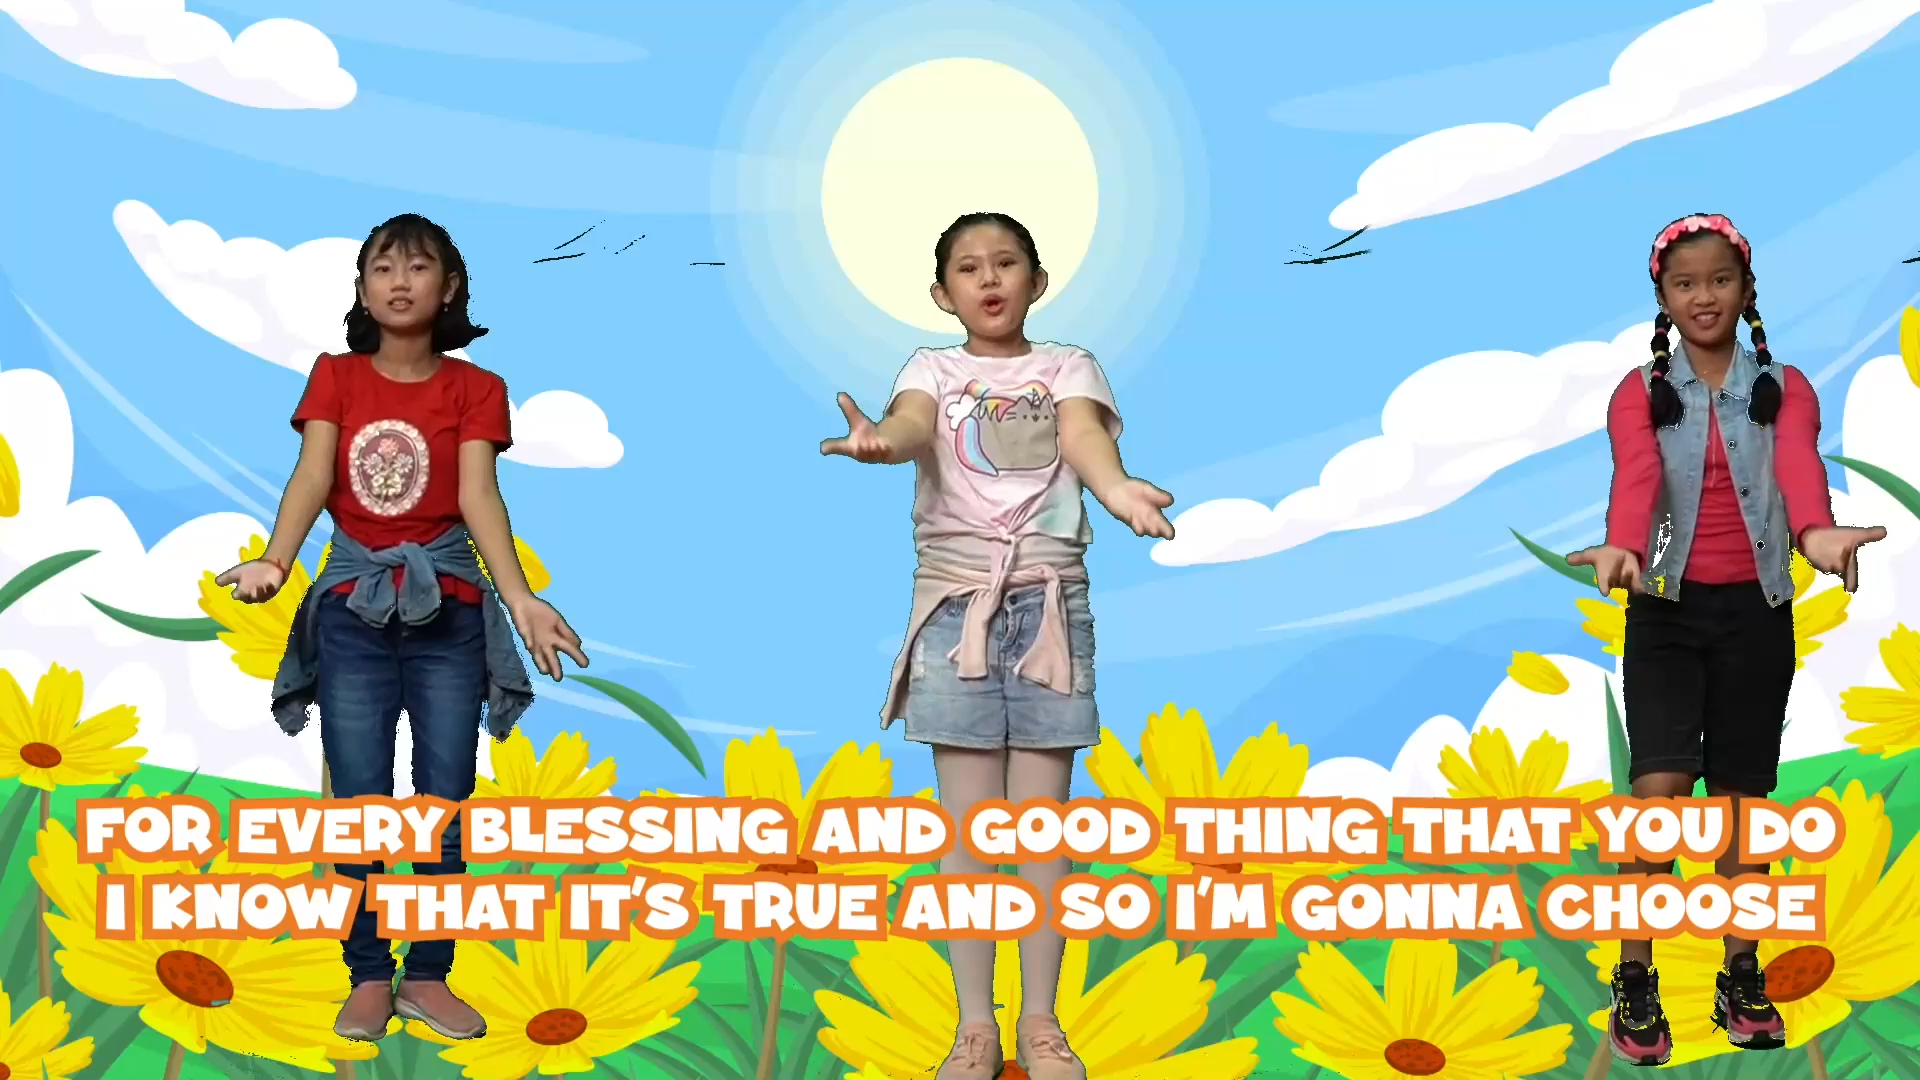 FOR EVERY BLESSING AND GOOD THING THAT YOU DO
I KNOW THAT IT'S TRUE AND SO I'M GONNA CHOOSE